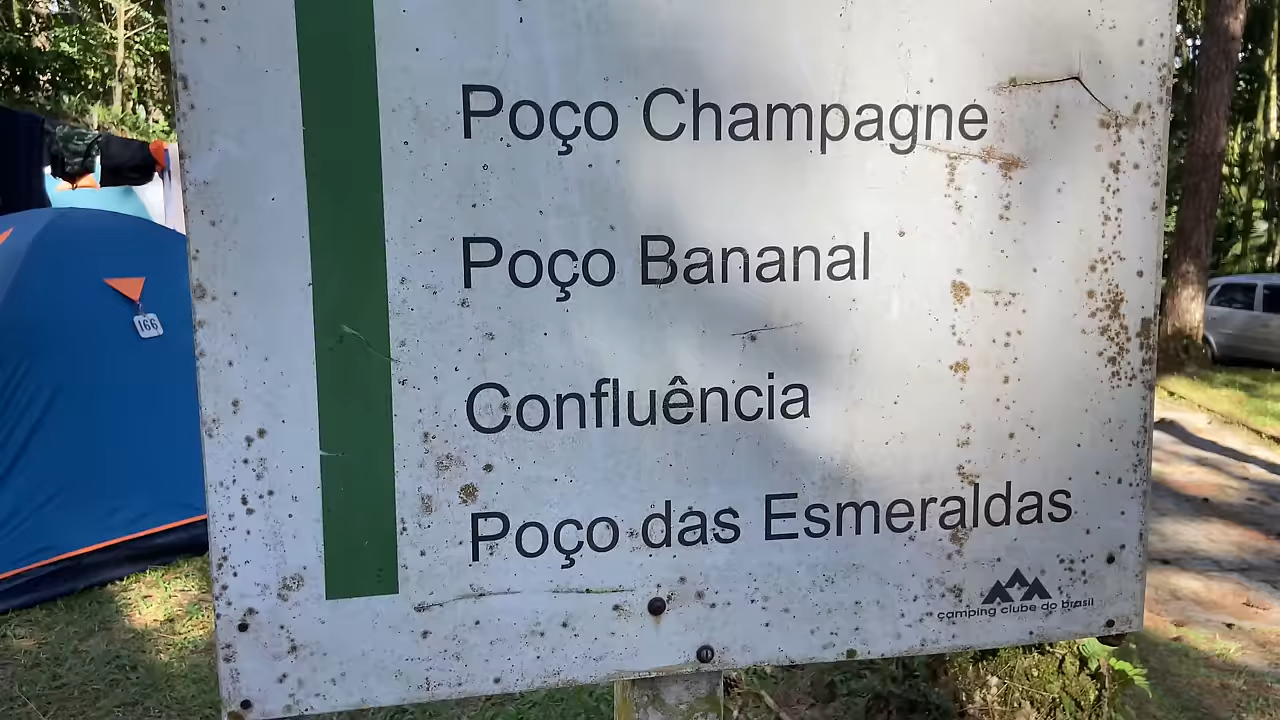 Poço Champagne
Poço Bananal
166
Confluência
Poço das Esmeraldas
camping clube do brasil